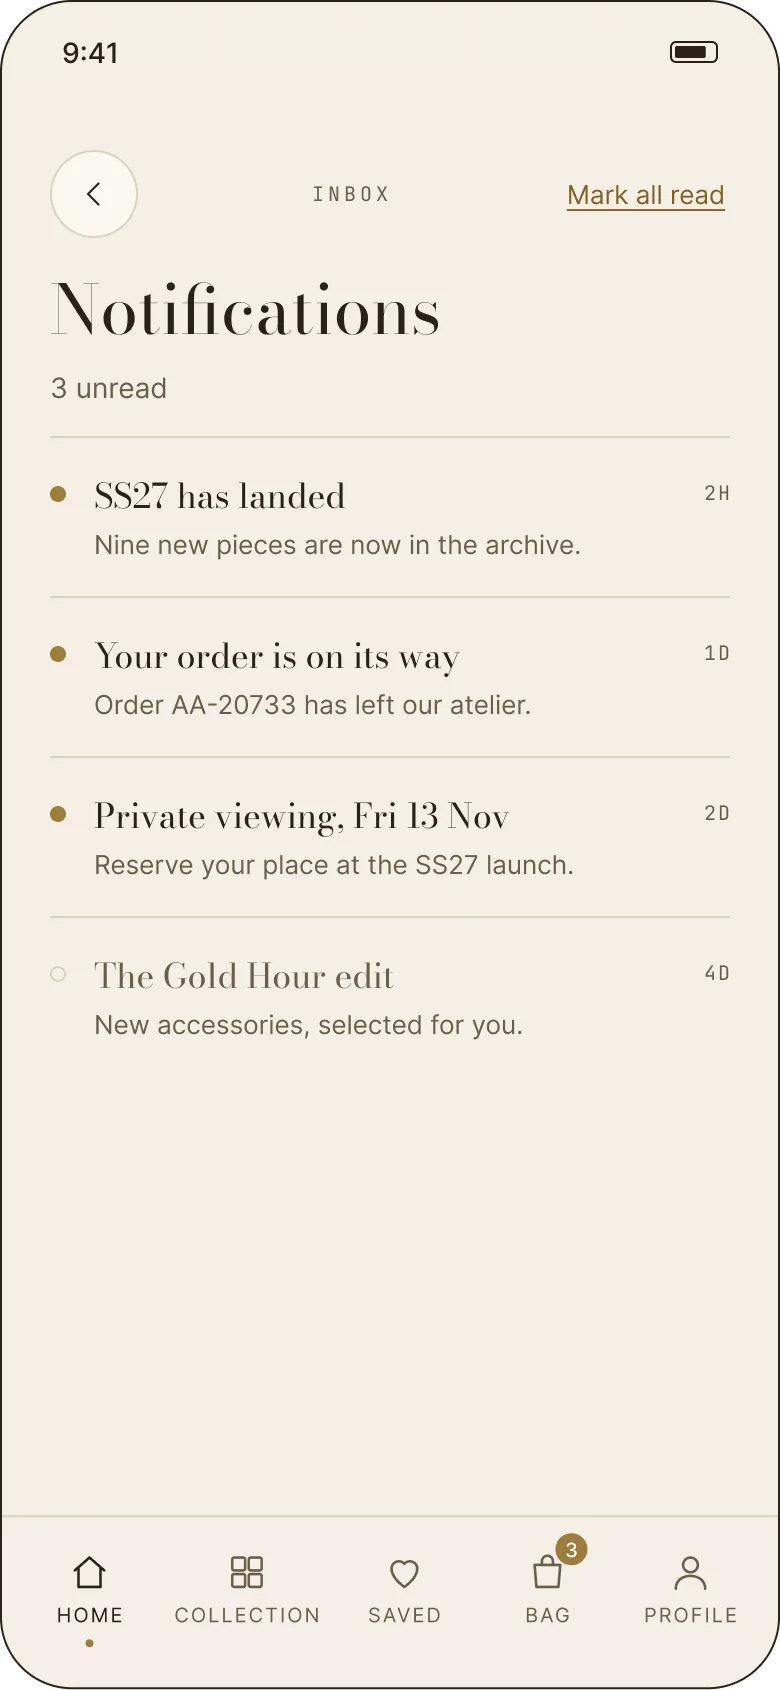 9:41
INBOX
Mark all read
Notifications
3 unread
SS27 has landed
2H
Nine new pieces are now in the archive.
Your order is on its way
1D
Order AA-20733 has left our atelier.
Private viewing, Fri 13 Nov
2D
Reserve your place at the SS27 launch.
The Gold Hour edit
4D
New accessories, selected for you.
3
HOME
COLLECTION
SAVED
BAG
PROFILE